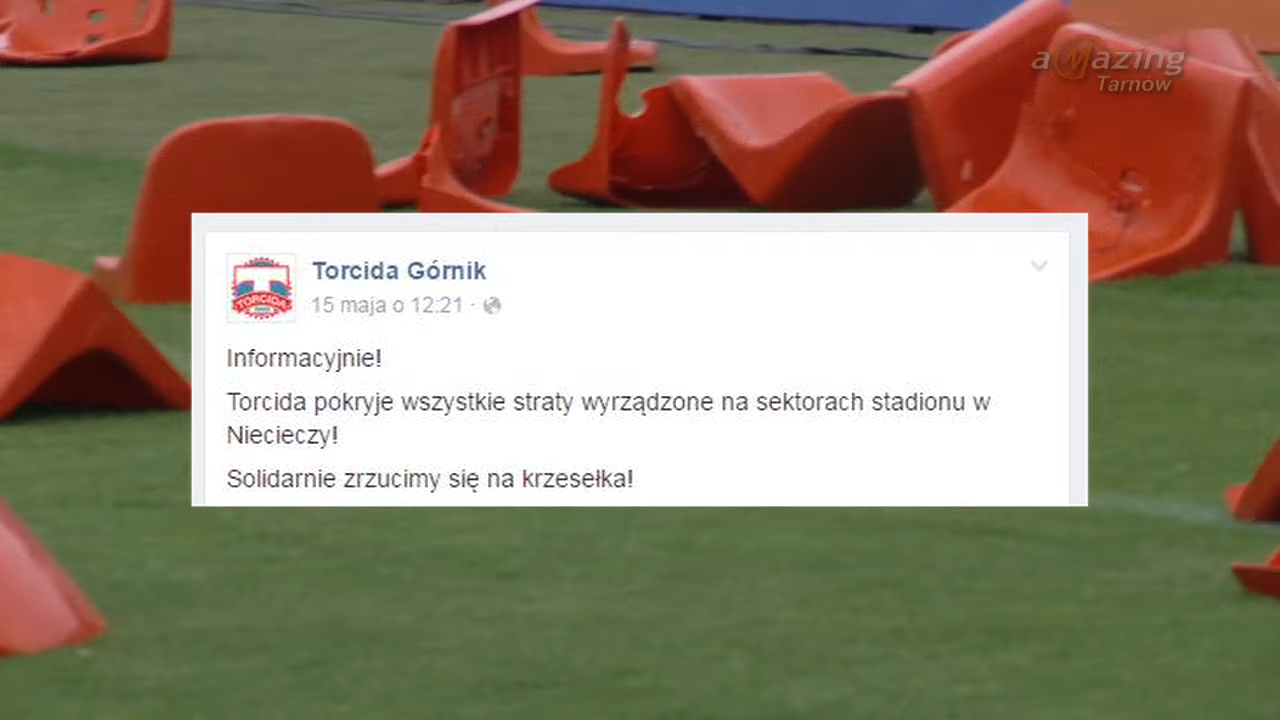 aMazing
Tarnów
Torcida Górnik
15 maja o 12:21 ·
Informacyjnie!
Torcida pokryje wszystkie straty wyrządzone na sektorach stadionu w
Niecieczy!
Solidarnie zrzucimy się na krzesełka!
TORCIDA